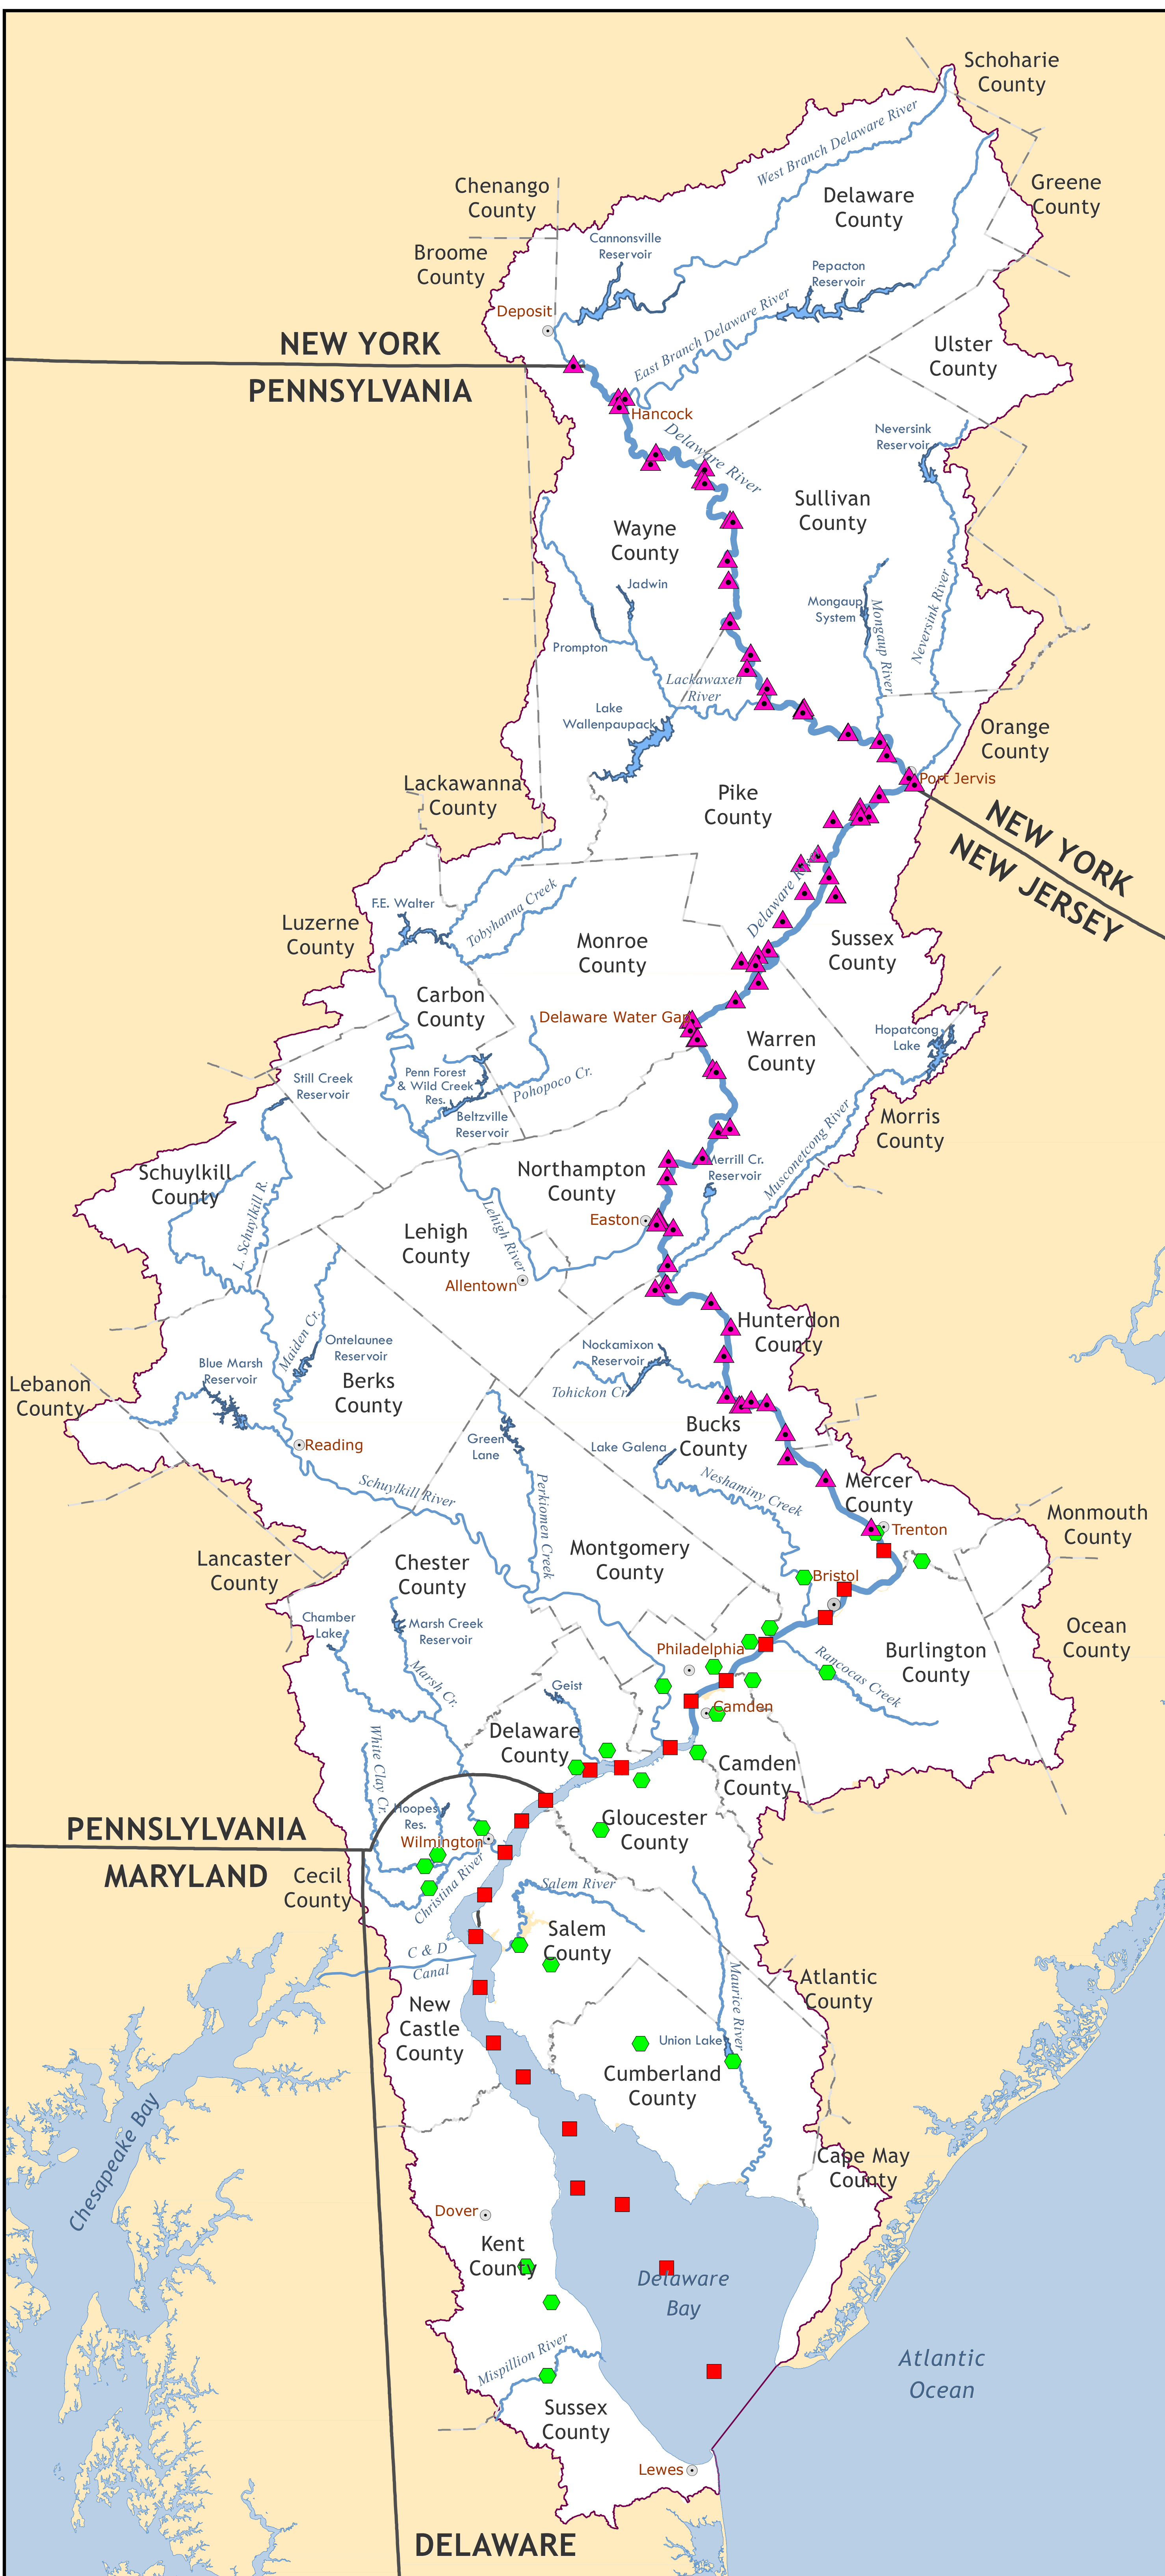 Schoharie
County
West Branch Delaware River
Chenango
County
Delaware
County
Greene
County
Broome
County
Cannonsville
Reservoir
Pepacton
Reservoir
Deposit
East Branch Delaware River
NEW YORK
PENNSYLVANIA
Ulster
County
Hancock
Delaware River
Neversink
Reservoir
Sullivan
County
Wayne
County
Jadwin
Mongaup
System
Mongaup River
Neversink River
Prompton
Lackawaxen
River
Lake
Wallenpaupack
Orange
County
Port Jervis
Lackawanna
County
Pike
County
NEW YORK
NEW JERSEY
Delaware R
F.E. Walter
Tobyhanna Creek
Luzerne
County
Monroe
County
Sussex
County
Carbon
County
Delaware Water Gap
Warren
County
Hopatcong
Lake
Still Creek
Reservoir
Penn Forest
& Wild Creek
Res.
Pohopoco Cr.
Beltzville
Reservoir
Morris
County
Musconetcong River
Schuylkill
County
L. Schuylkill R.
Northampton
County
Merrill Cr.
Reservoir
Lehigh
County
Lehigh River
Easton
Allentown
Hunterdon
County
Maiden Cr.
Ontelaunee
Reservoir
Nockamixon
Reservoir
Blue Marsh
Reservoir
Lebanon
County
Berks
County
Tohickon Cr.
Bucks
County
Reading
Green
Lane
Lake Galena
Schuylkill River
Perkiomen Creek
Neshaminy Creek
Mercer
County
Monmouth
County
Trenton
Lancaster
County
Chester
County
Montgomery
County
Bristol
Chamber
Lake
Marsh Creek
Reservoir
Ocean
County
Philadelphia
Burlington
County
Marsh Cr.
Rancocas Creek
Geist
Camden
White Clay Cr.
Delaware
County
Camden
County
Hoopes
Res.
Gloucester
County
PENNSLYLVANIA
Wilmington
MARYLAND
Cecil
County
Christina River
Salem River
Salem
County
C & D
Canal
Maurice River
Atlantic
County
New
Castle
County
Union Lake
Cumberland
County
Chesapeake Bay
Cape May
County
Dover
Kent
County
Delaware
Bay
Mispillion River
Atlantic
Ocean
Sussex
County
Lewes
DELAWARE